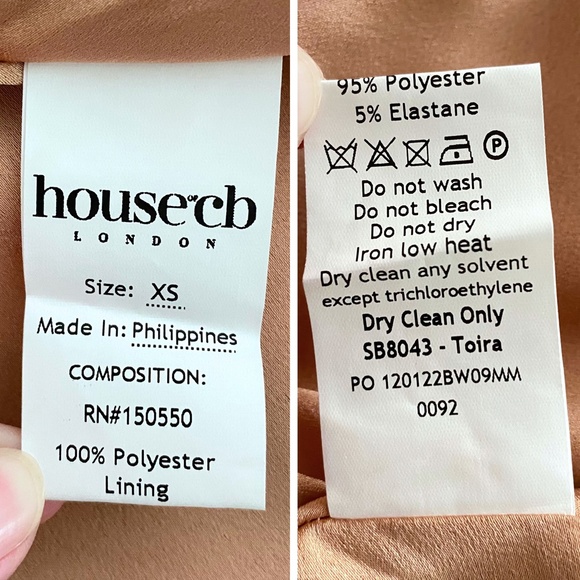 house of cb
LONDON
Size: XS
Made In: Philippines
COMPOSITION:
RN#150550
100% Polyester
Lining
95% Polyester
5% Elastane
P
Do not wash
Do not bleach
Do not dry
Iron low heat
Dry clean any solvent
except trichloroethylene
Dry Clean Only
SB8043 - Toira
PO 120122BW09MM
0092